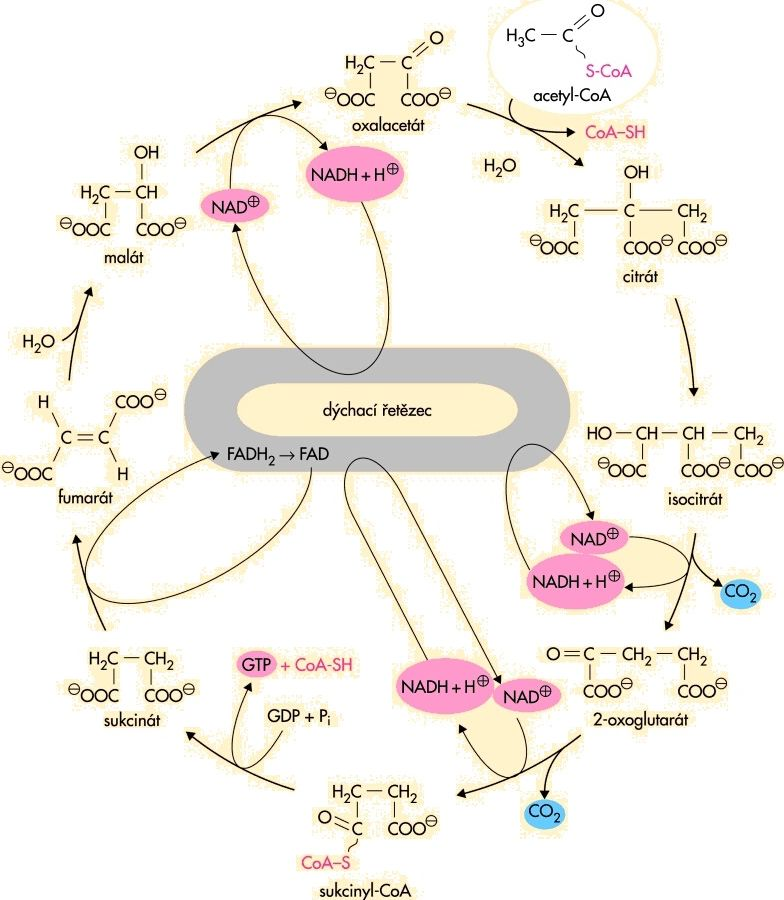 O
H₃C — C
S-CoA
acetyl-CoA
O
H₂C — C
⊖OOC COO⊖
oxalacetát
CoA–SH
H₂O
OH
H₂C — CH
⊖OOC COO⊖
malát
NAD⊕
NADH + H⊕
OH
H₂C — C — CH₂
⊖OOC COO⊖ COO⊖
citrát
H₂O
H COO⊖
C = C
⊖OOC H
fumarát
dýchací řetězec
FADH₂ → FAD
HO — CH — CH — CH₂
⊖OOC COO⊖ COO⊖
isocitrát
NAD⊕
NADH + H⊕
CO₂
O = C — CH₂ — CH₂
COO⊖ COO⊖
2-oxoglutarát
H₂C — CH₂
⊖OOC COO⊖
sukcinát
GTP + CoA-SH
GDP + Pᵢ
NADH + H⊕
NAD⊕
CO₂
H₂C — CH₂
O = C COO⊖
CoA–S
sukcinyl-CoA